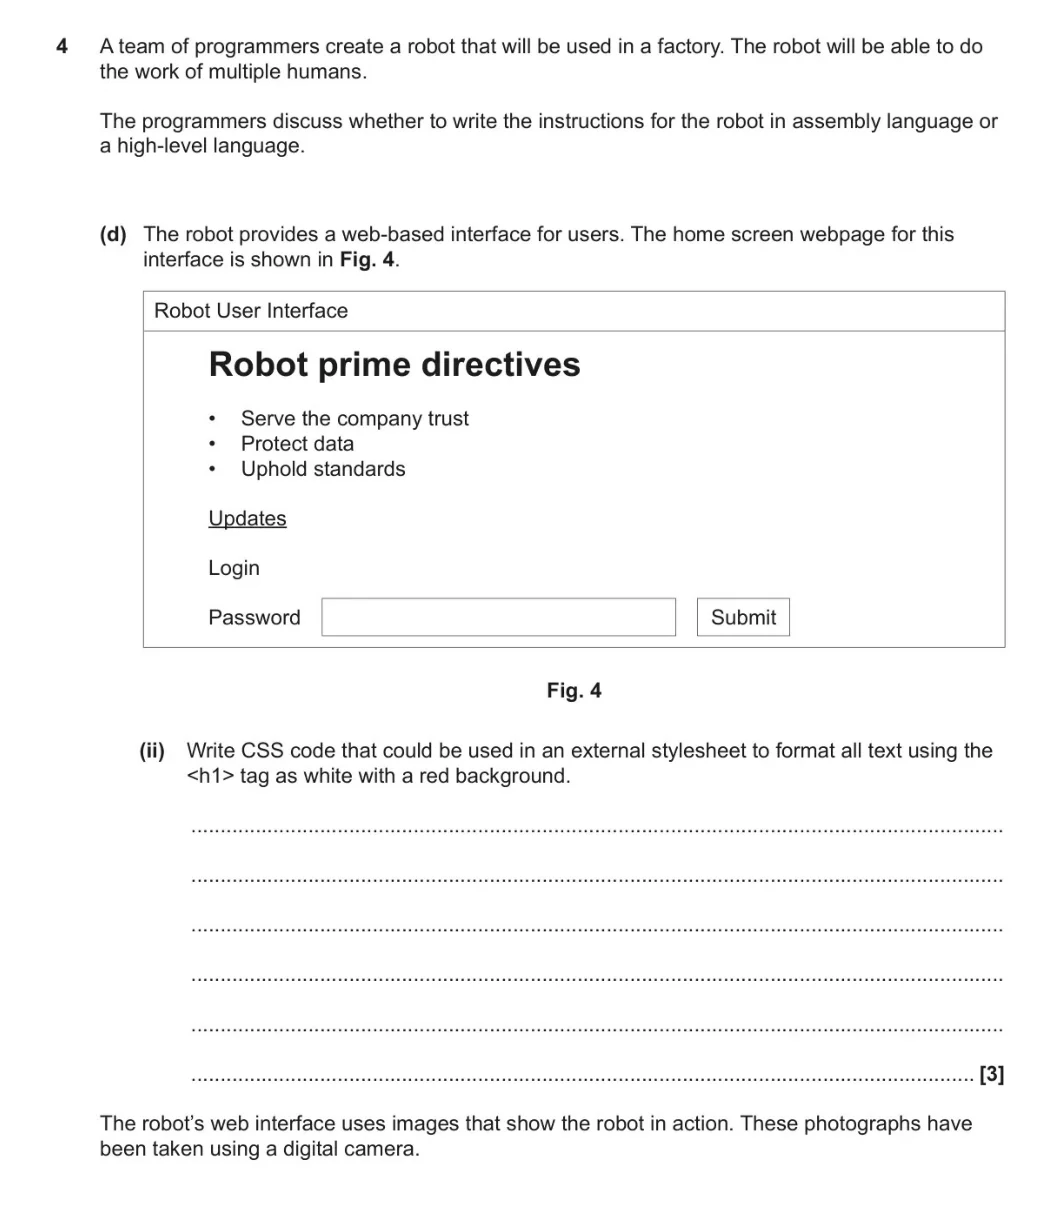 4 A team of programmers create a robot that will be used in a factory. The robot will be able to do
the work of multiple humans.
The programmers discuss whether to write the instructions for the robot in assembly language or
a high-level language.
(d) The robot provides a web-based interface for users. The home screen webpage for this
interface is shown in Fig. 4.
Robot User Interface
Robot prime directives
• Serve the company trust
• Protect data
• Uphold standards
Updates
Login
Password Submit
Fig. 4
(ii) Write CSS code that could be used in an external stylesheet to format all text using the
<h1> tag as white with a red background.
[3]
The robot's web interface uses images that show the robot in action. These photographs have
been taken using a digital camera.